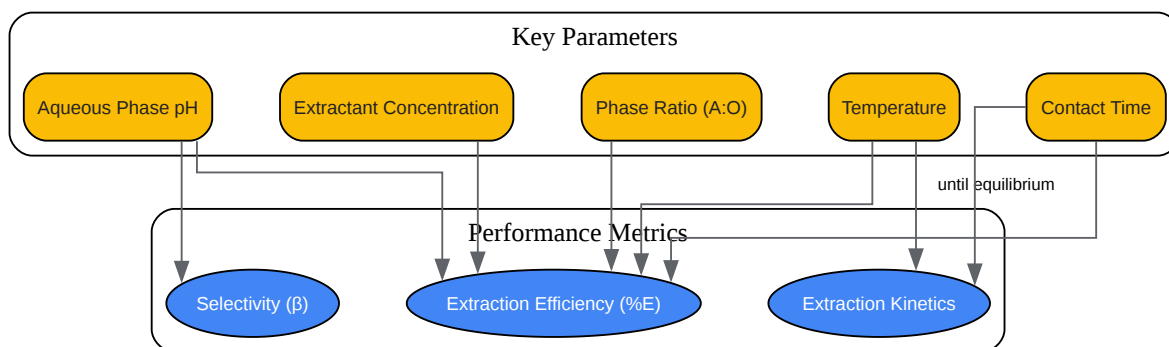 Key Parameters
Aqueous Phase pH
Extractant Concentration
Phase Ratio (A:O)
Temperature
Contact Time
until equilibrium
Performance Metrics
Selectivity (β)
Extraction Efficiency (%E)
Extraction Kinetics